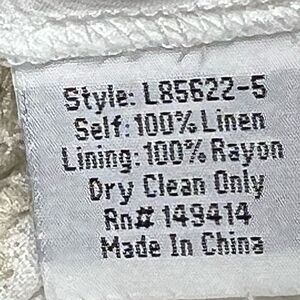 Style: L85622-5
Self: 100% Linen
Lining: 100% Rayon
Dry Clean Only
Rn# 149414
Made In China